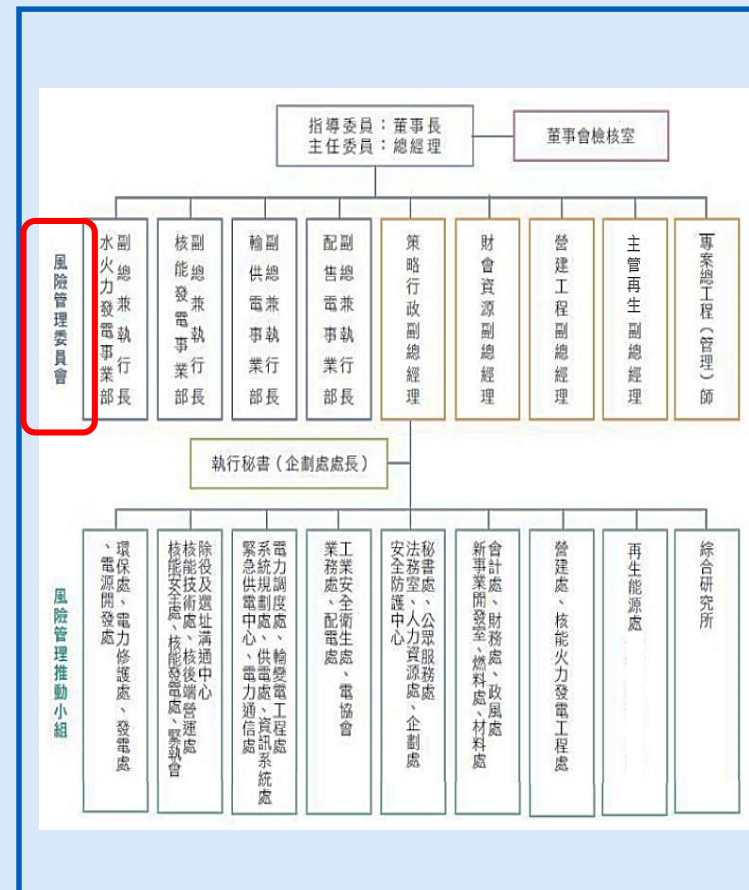 指導委員：董事長
主任委員：總經理
董事會檢核室
風險管理委員會
副總兼執行長
水火力發電事業部
副總兼執行長
核能發電事業部
副總兼執行長
輸供電事業部
副總兼執行長
配售電事業部
策略行政副總經理
財會資源副總經理
營建工程副總經理
主管再生副總經理
專案總工程（管理）師
執行秘書（企劃處處長）
風險管理推動小組
環保處、電力修護處、發電處
、電源開發處
除役及選址溝通中心
核能技術處、核後端營運處
核能安全處、核能發電處、緊執會
電力調度處、輸變電工程處
系統規劃處、供電處、資訊系統處
緊急供電中心、電力通信處
工業安全衛生處、電協會
業務處、配電處
秘書處、公眾服務處
法務室、人力資源處、企劃處
安全防護中心
會計處、財務處、政風處
新事業開發室、燃料處、材料處
營建處、核能火力發電工程處
再生能源處
綜合研究所